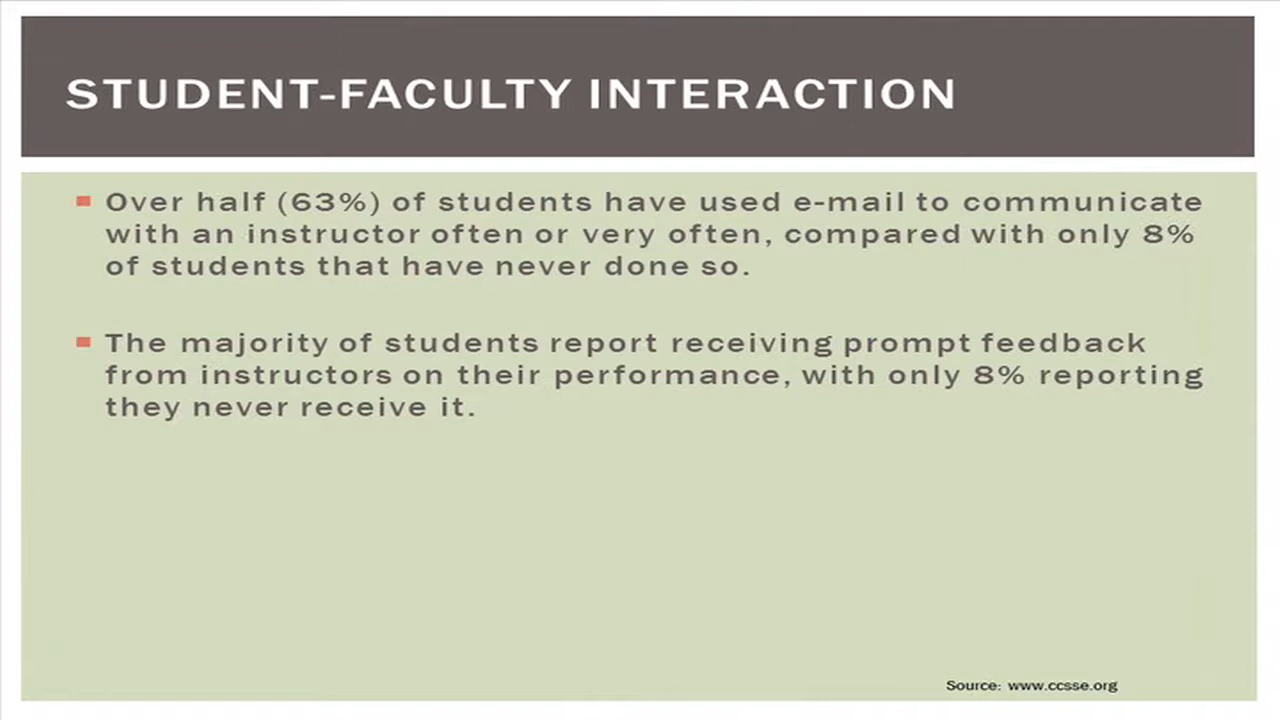 STUDENT-FACULTY INTERACTION
Over half (63%) of students have used e-mail to communicate
with an instructor often or very often, compared with only 8%
of students that have never done so.
The majority of students report receiving prompt feedback
from instructors on their performance, with only 8% reporting
they never receive it.
Source: www.ccsse.org